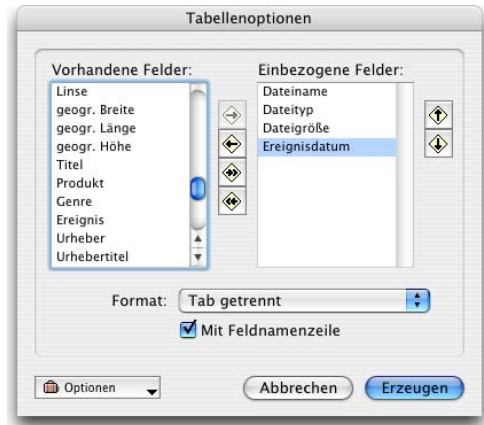 Tabellenoptionen
Vorhandene Felder:
Linse
geogr. Breite
geogr. Länge
geogr. Höhe
Titel
Produkt
Genre
Ereignis
Urheber
Urhebertitel
Einbezogene Felder:
Dateiname
Dateityp
Dateigröße
Ereignisdatum
Format: Tab getrennt
Mit Feldnamenzeile
Optionen Abbrechen Erzeugen